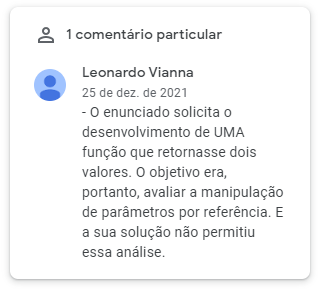 1 comentário particular
Leonardo Vianna
25 de dez. de 2021
- O enunciado solicita o
desenvolvimento de UMA
função que retornasse dois
valores. O objetivo era,
portanto, avaliar a manipulação
de parâmetros por referência. E
a sua solução não permitiu
essa análise.